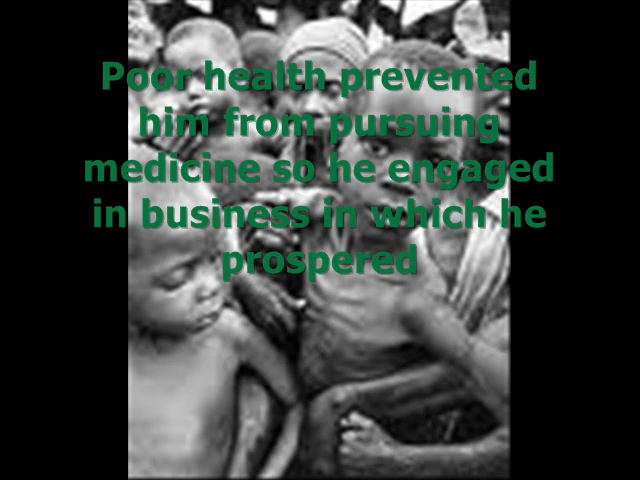 Poor health prevented
him from pursuing
medicine so he engaged
in business in which he
prospered